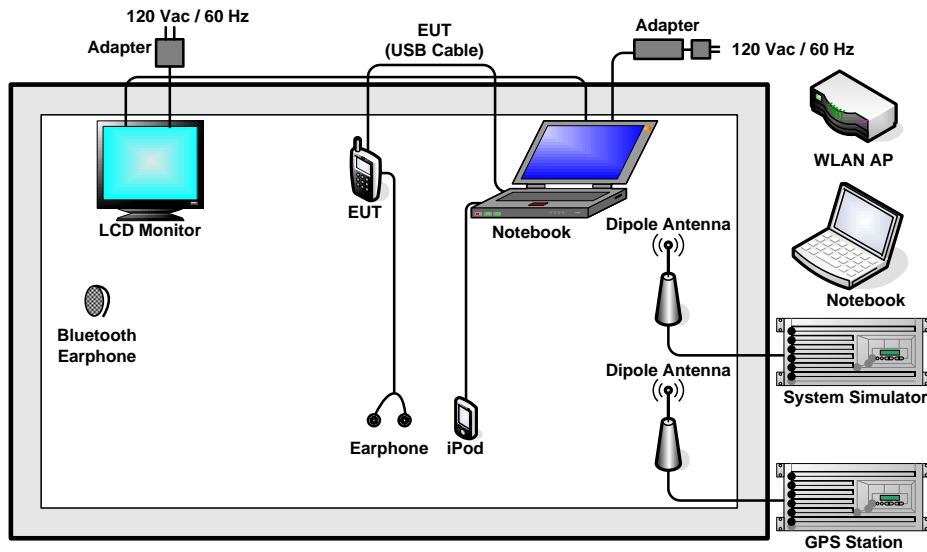 120 Vac / 60 Hz
Adapter
EUT
(USB Cable)
Adapter
120 Vac / 60 Hz
WLAN AP
LCD Monitor
EUT
Notebook
Dipole Antenna
Notebook
Bluetooth
Earphone
Dipole Antenna
System Simulator
Earphone
iPod
GPS Station